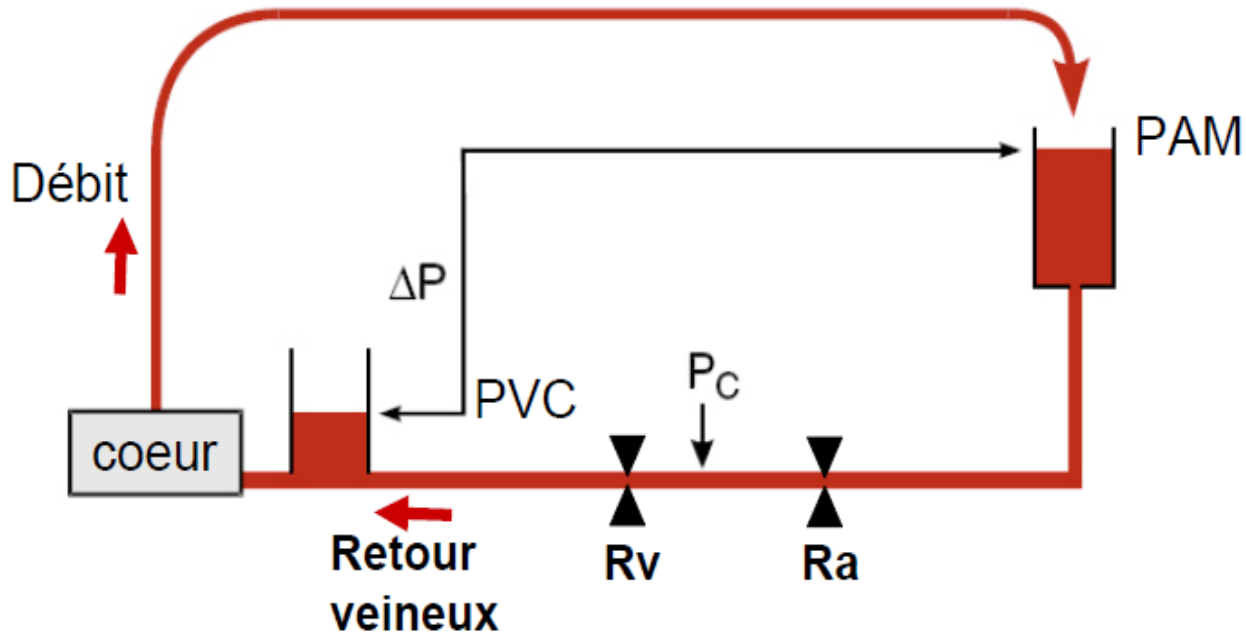 PAM
Débit
ΔP
PVC
P_C
coeur
Retour
veineux
Rv
Ra